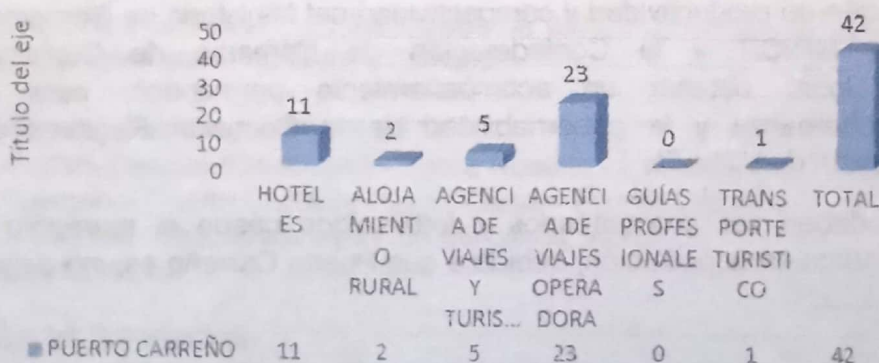 Título del eje
50
40
30
20
10
0
11
2
5
23
0
1
42
HOTEL
ES
ALOJA
MIENT
O
RURAL
AGENCI
A DE
VIAJES
Y
TURIS...
AGENCI
A DE
VIAJES
OPERA
DORA
GUÍAS
PROFES
IONALE
S
TRANS
PORTE
TURISTI
CO
TOTAL
PUERTO CARREÑO 11 2 5 23 0 1 42